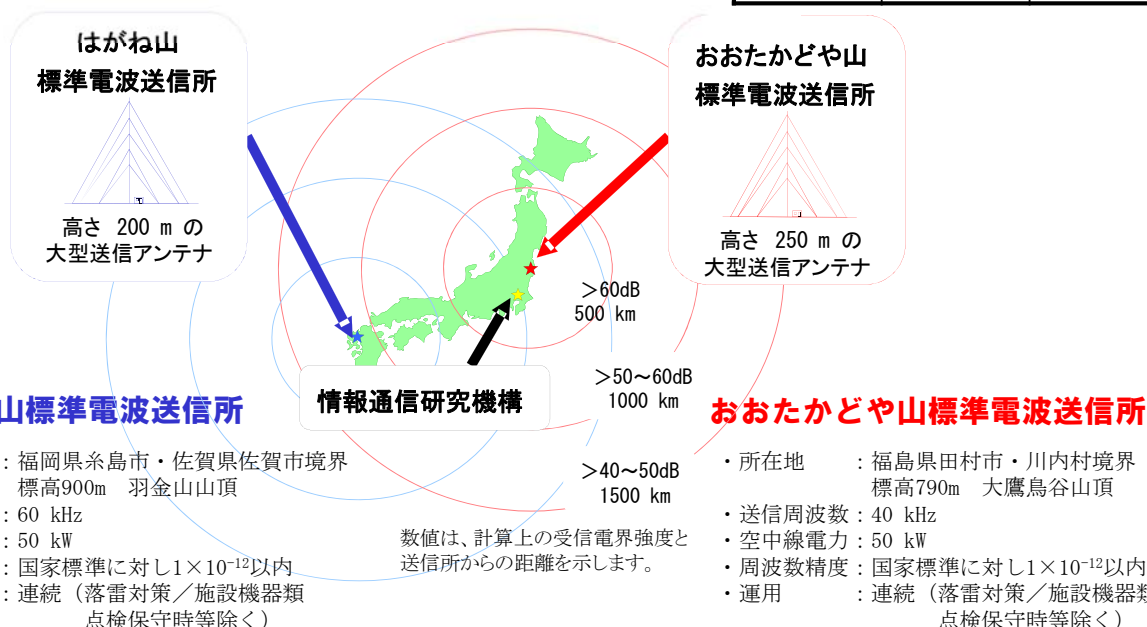 はがね山
標準電波送信所
高さ 200 m の
大型送信アンテナ
おおたかどや山
標準電波送信所
高さ 250 m の
大型送信アンテナ
>60dB
500 km
>50～60dB
1000 km
>40～50dB
1500 km
情報通信研究機構
数値は、計算上の受信電界強度と
送信所からの距離を示します。
山標準電波送信所
：福岡県糸島市・佐賀県佐賀市境界
標高900m 羽金山山頂
：60 kHz
：50 kW
：国家標準に対し1×10⁻¹²以内
：連続（落雷対策／施設機器類
点検保守時等除く）
おおたかどや山標準電波送信所
・所在地 ：福島県田村市・川内村境界
標高790m 大鷹鳥谷山頂
・送信周波数：40 kHz
・空中線電力：50 kW
・周波数精度：国家標準に対し1×10⁻¹²以内
・運用 ：連続（落雷対策／施設機器類
点検保守時等除く）